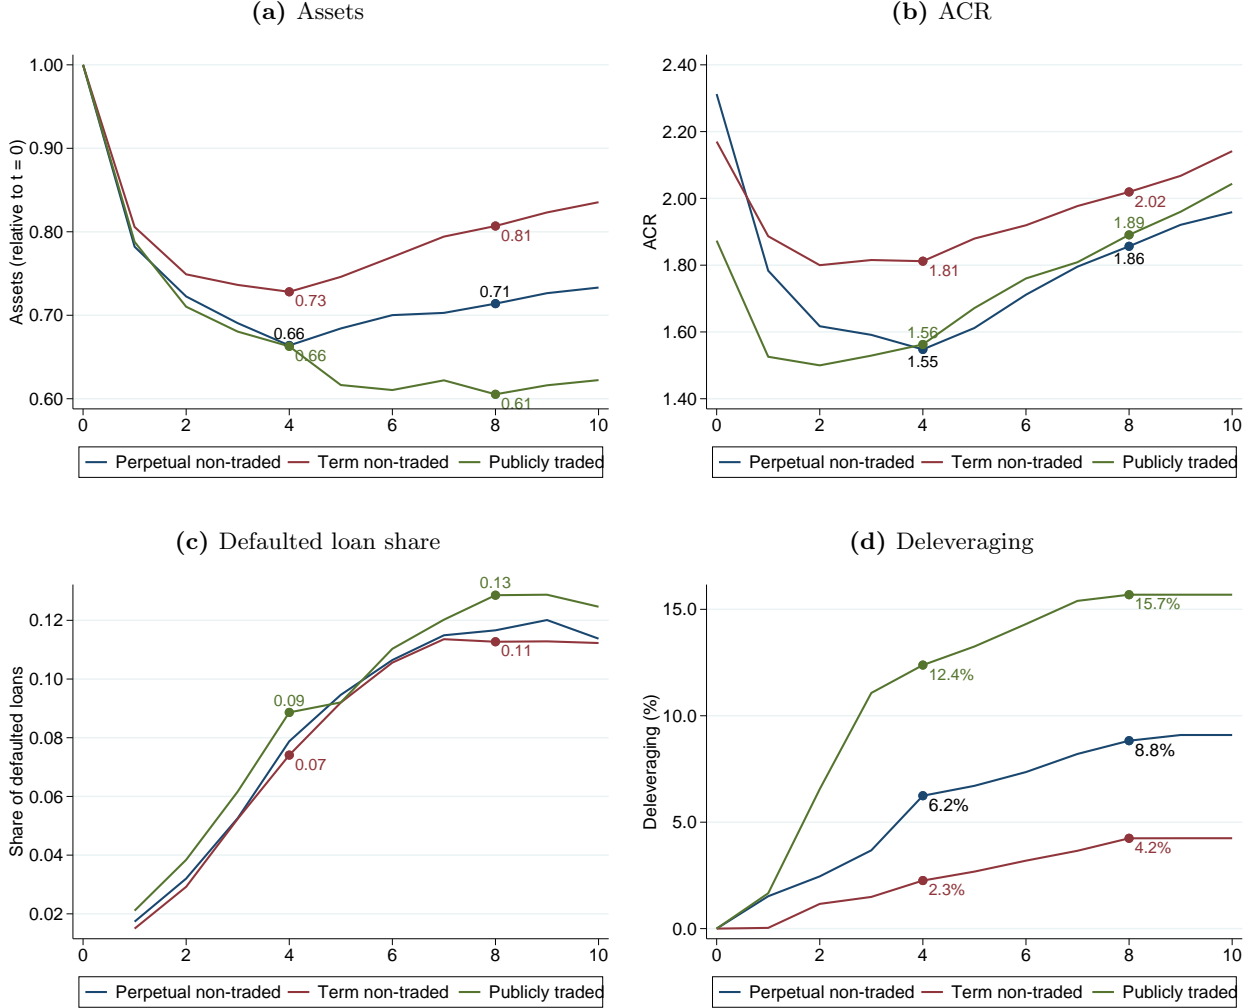 (a) Assets
Assets (relative to t = 0)
1.00
0.90
0.80
0.70
0.60
0.73
0.81
0.66
0.71
0.66
0.61
0 2 4 6 8 10
Perpetual non-traded Term non-traded Publicly traded
(b) ACR
ACR
2.40
2.20
2.00
1.80
1.60
1.40
1.81
2.02
1.89
1.86
1.56
1.55
0 2 4 6 8 10
Perpetual non-traded Term non-traded Publicly traded
(c) Defaulted loan share
Share of defaulted loans
0.12
0.10
0.08
0.06
0.04
0.02
0.13
0.11
0.09
0.07
0 2 4 6 8 10
Perpetual non-traded Term non-traded Publicly traded
(d) Deleveraging
Deleveraging (%)
15.0
10.0
5.0
0.0
15.7%
12.4%
8.8%
6.2%
4.2%
2.3%
0 2 4 6 8 10
Perpetual non-traded Term non-traded Publicly traded